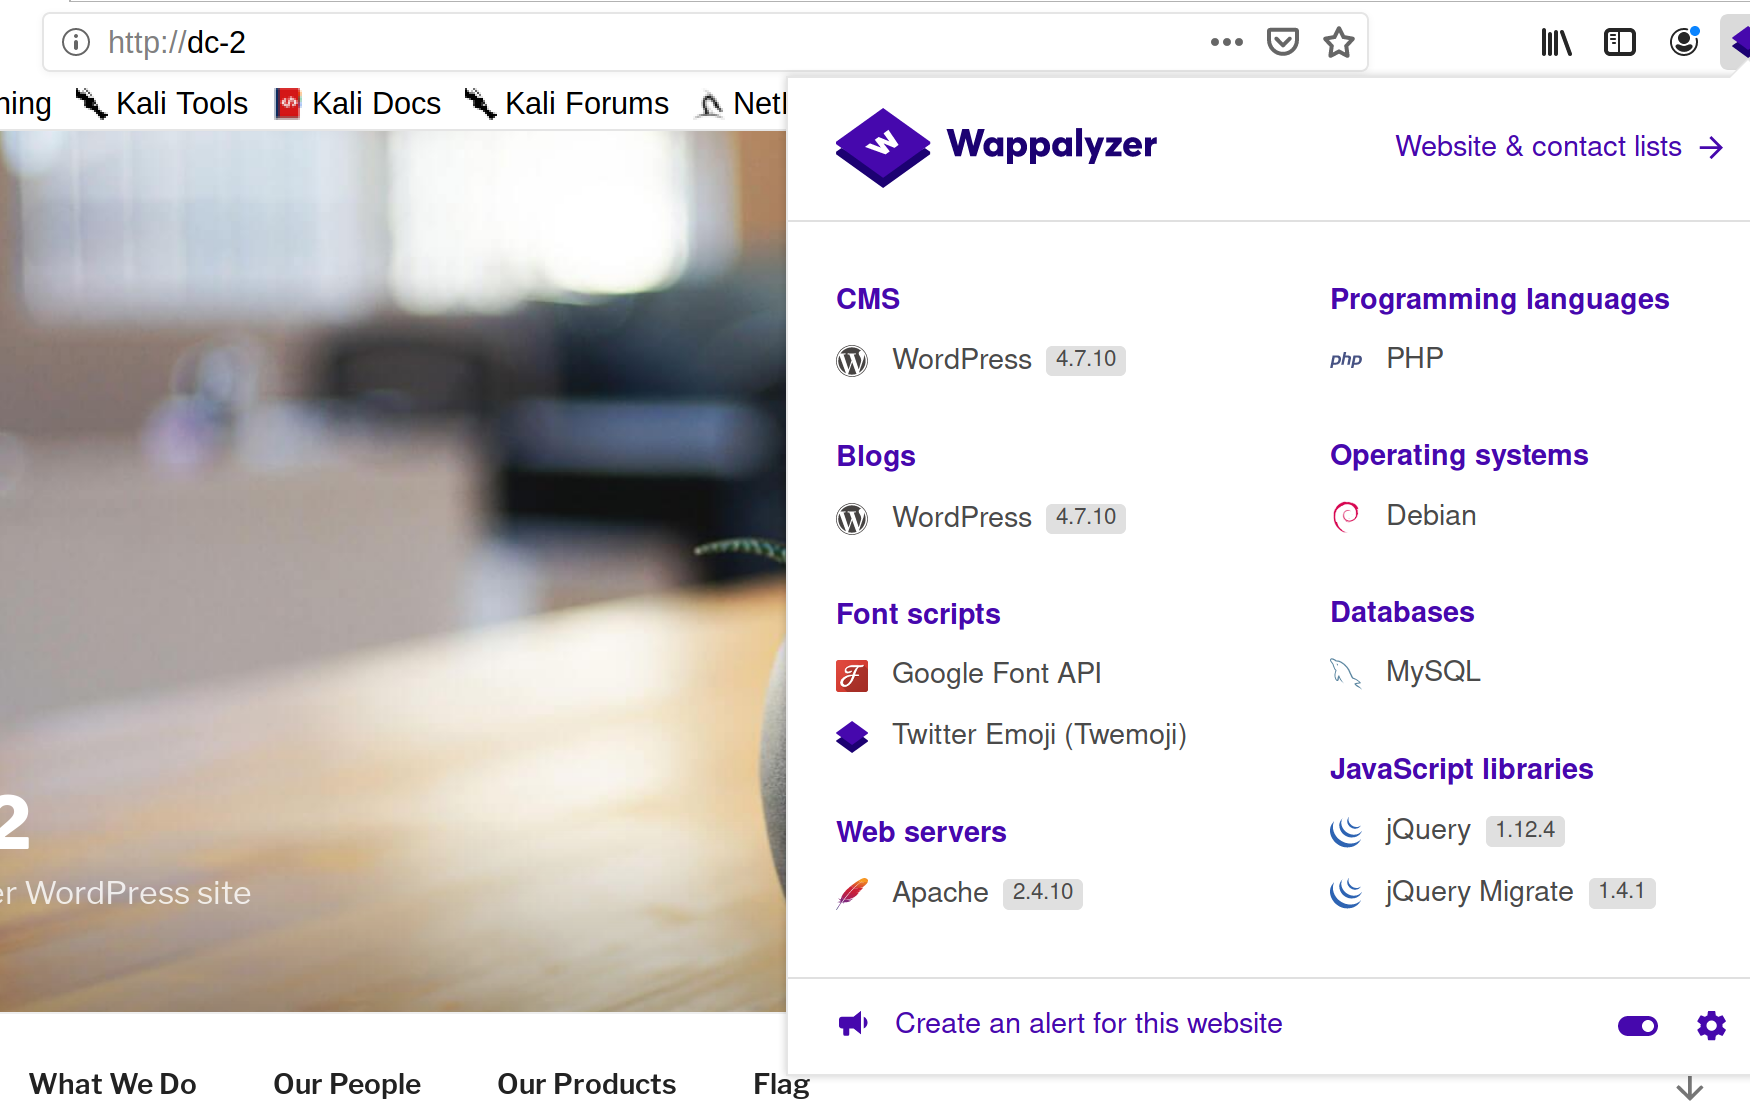 http://dc-2
ning Kali Tools Kali Docs Kali Forums Net
Wappalyzer
Website & contact lists
CMS
WordPress 4.7.10
Programming languages
php PHP
Blogs
WordPress 4.7.10
Operating systems
Debian
Font scripts
Google Font API
Twitter Emoji (Twemoji)
Databases
MySQL
Web servers
Apache 2.4.10
JavaScript libraries
jQuery 1.12.4
jQuery Migrate 1.4.1
2
er WordPress site
Create an alert for this website
What We Do Our People Our Products Flag